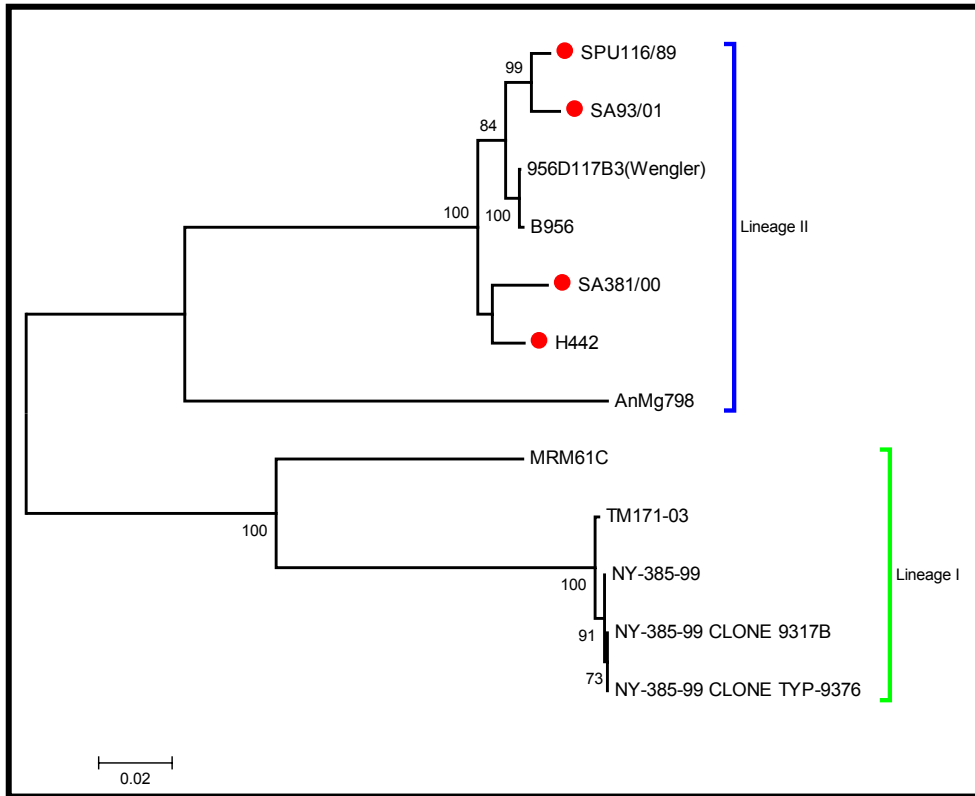 SPU116/89
99
SA93/01
84
956D117B3(Wengler)
100
100
B956
Lineage II
SA381/00
H442
AnMg798
MRM61C
100
TM171-03
100
NY-385-99
Lineage I
91
NY-385-99 CLONE 9317B
73
NY-385-99 CLONE TYP-9376
0.02